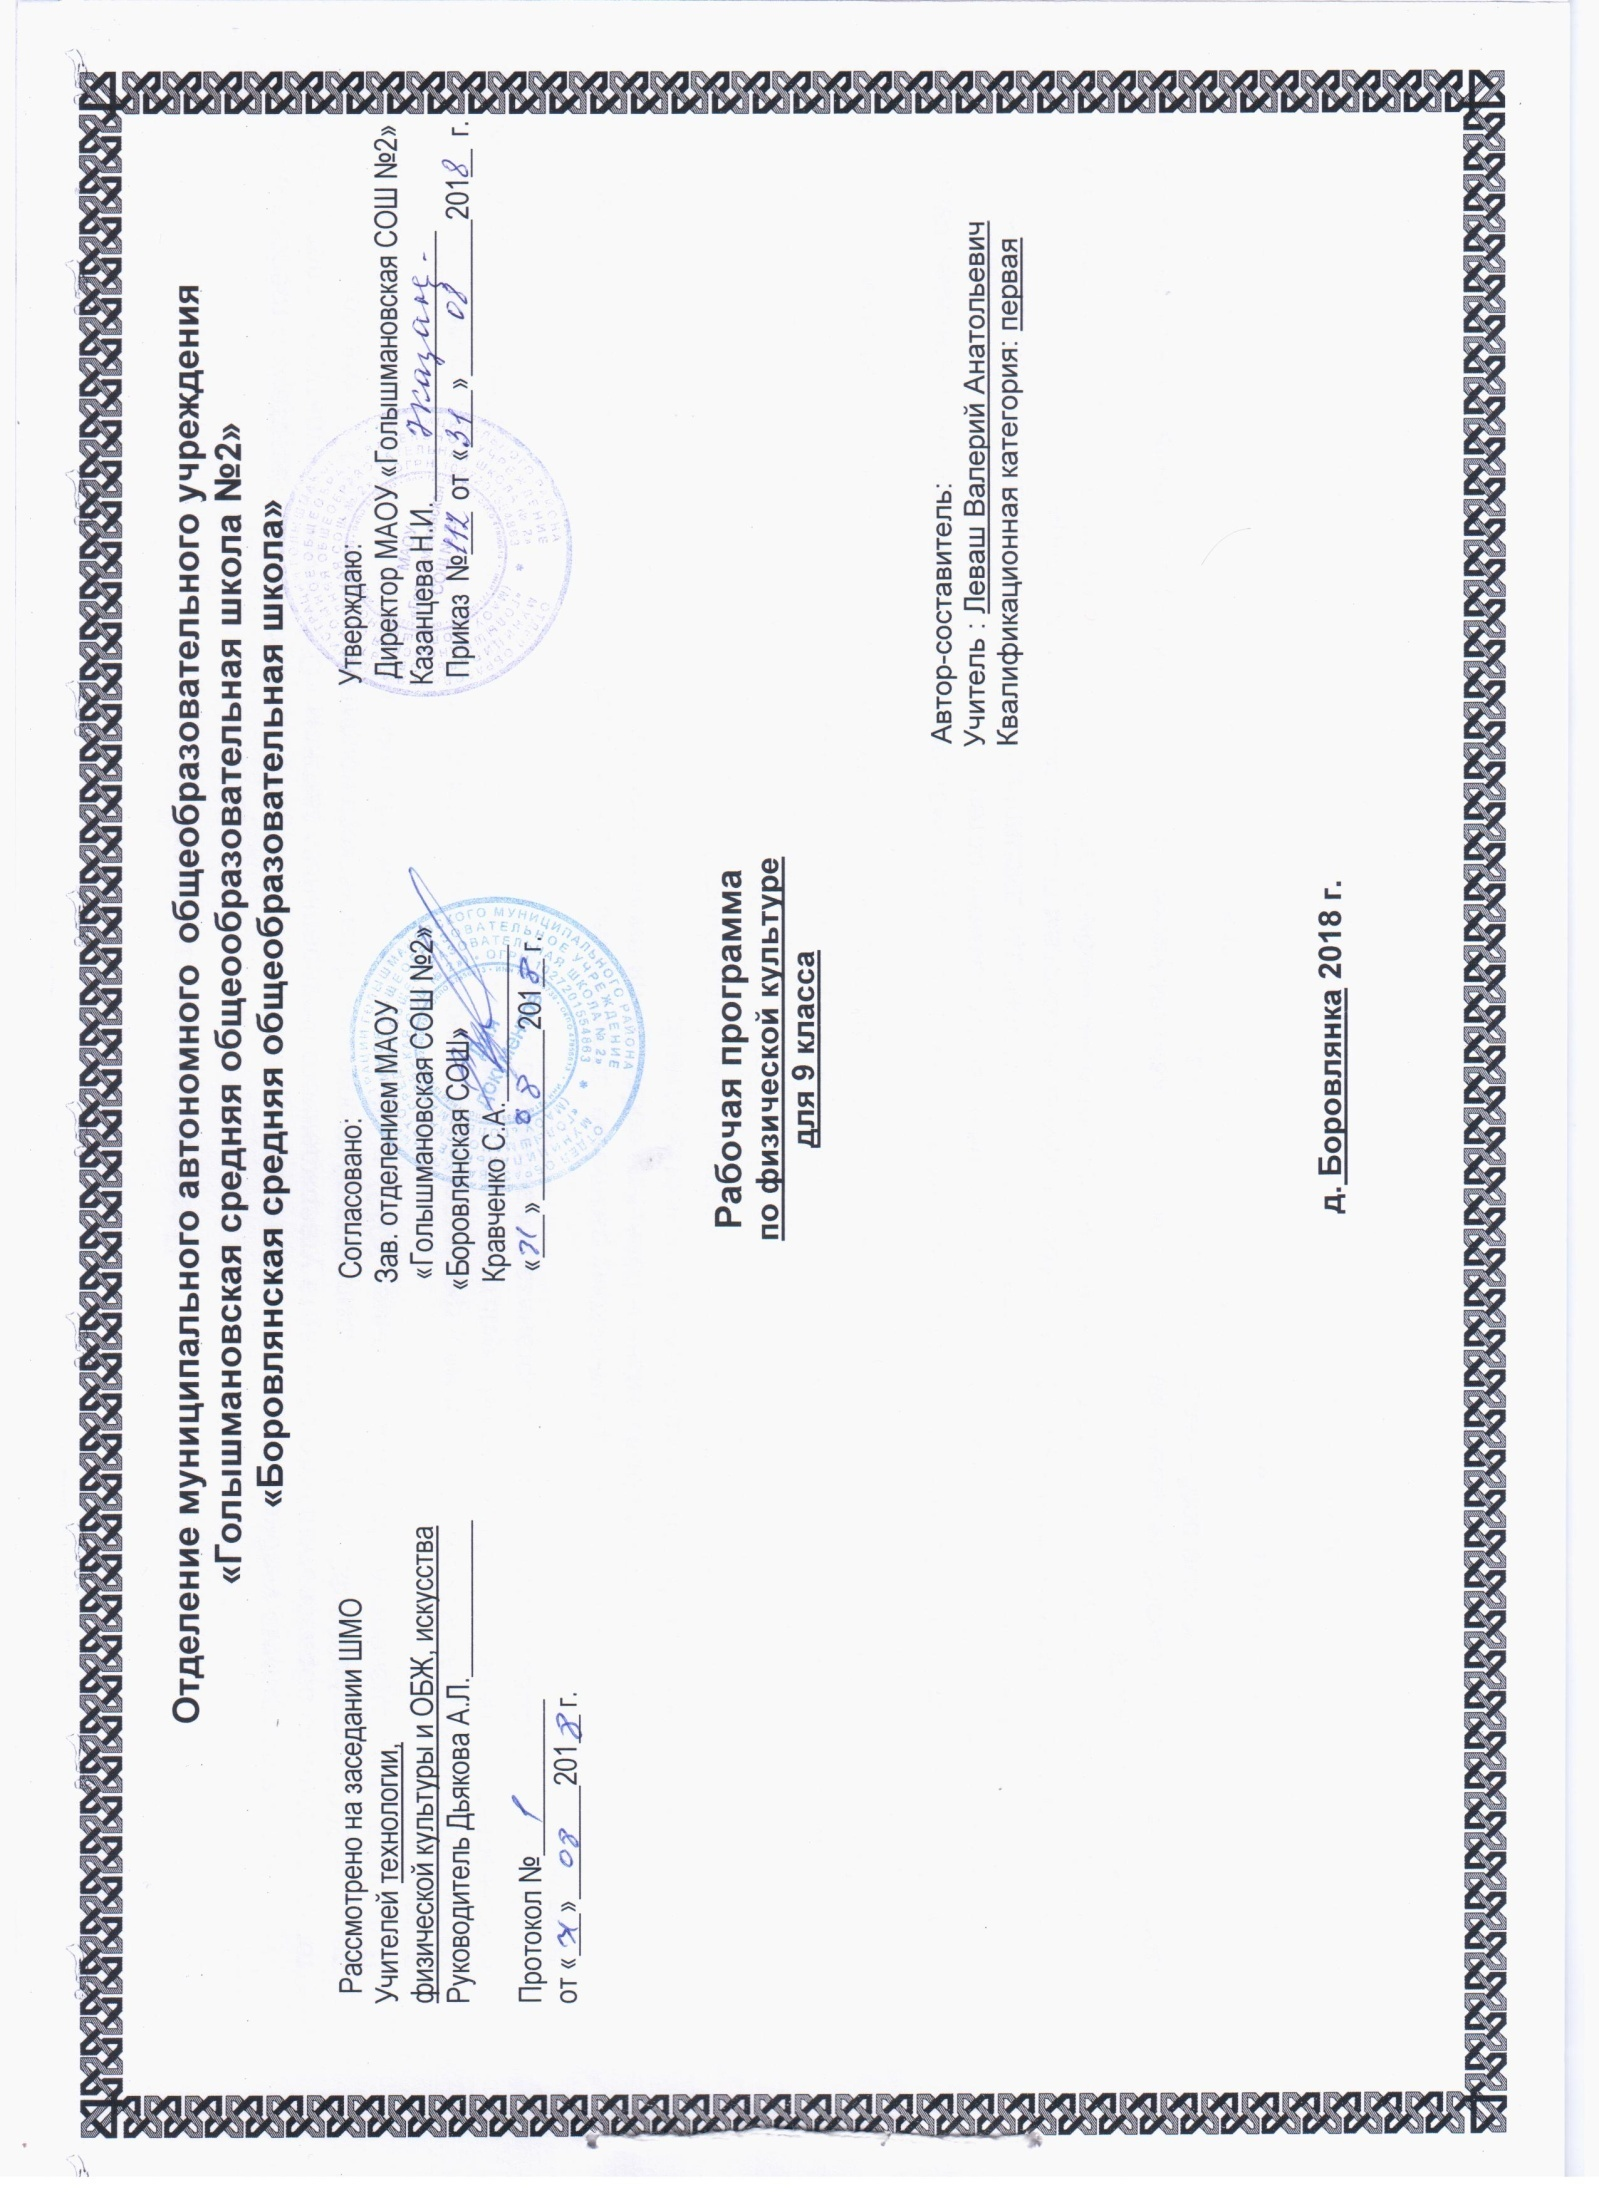 Отделение муниципального автономного общеобразовательного учреждения
«Голышмановская средняя общеобразовательная школа №2»
«Боровлянская средняя общеобразовательная школа»
Рассмотрено на заседании ШМО
Учителей технологии,
физической культуры и ОБЖ, искусства
Руководитель Дьякова А.Л.
Протокол № 1
от « » 08 2018 г.
Согласовано:
Зав. отделением МАОУ
«Голышмановская СОШ №2»
«Боровлянская СОШ»
Кравченко С.А.
«31» 08 2018 г.
Утверждаю:
Директор МАОУ «Голышмановская СОШ №2»
Казанцева Н.И.
Приказ №112 от «31» 08 2018 г.
Рабочая программа
по физической культуре
для 9 класса
Автор-составитель:
Учитель : Леваш Валерий Анатольевич
Квалификационная категория: первая
д. Боровлянка 2018 г.